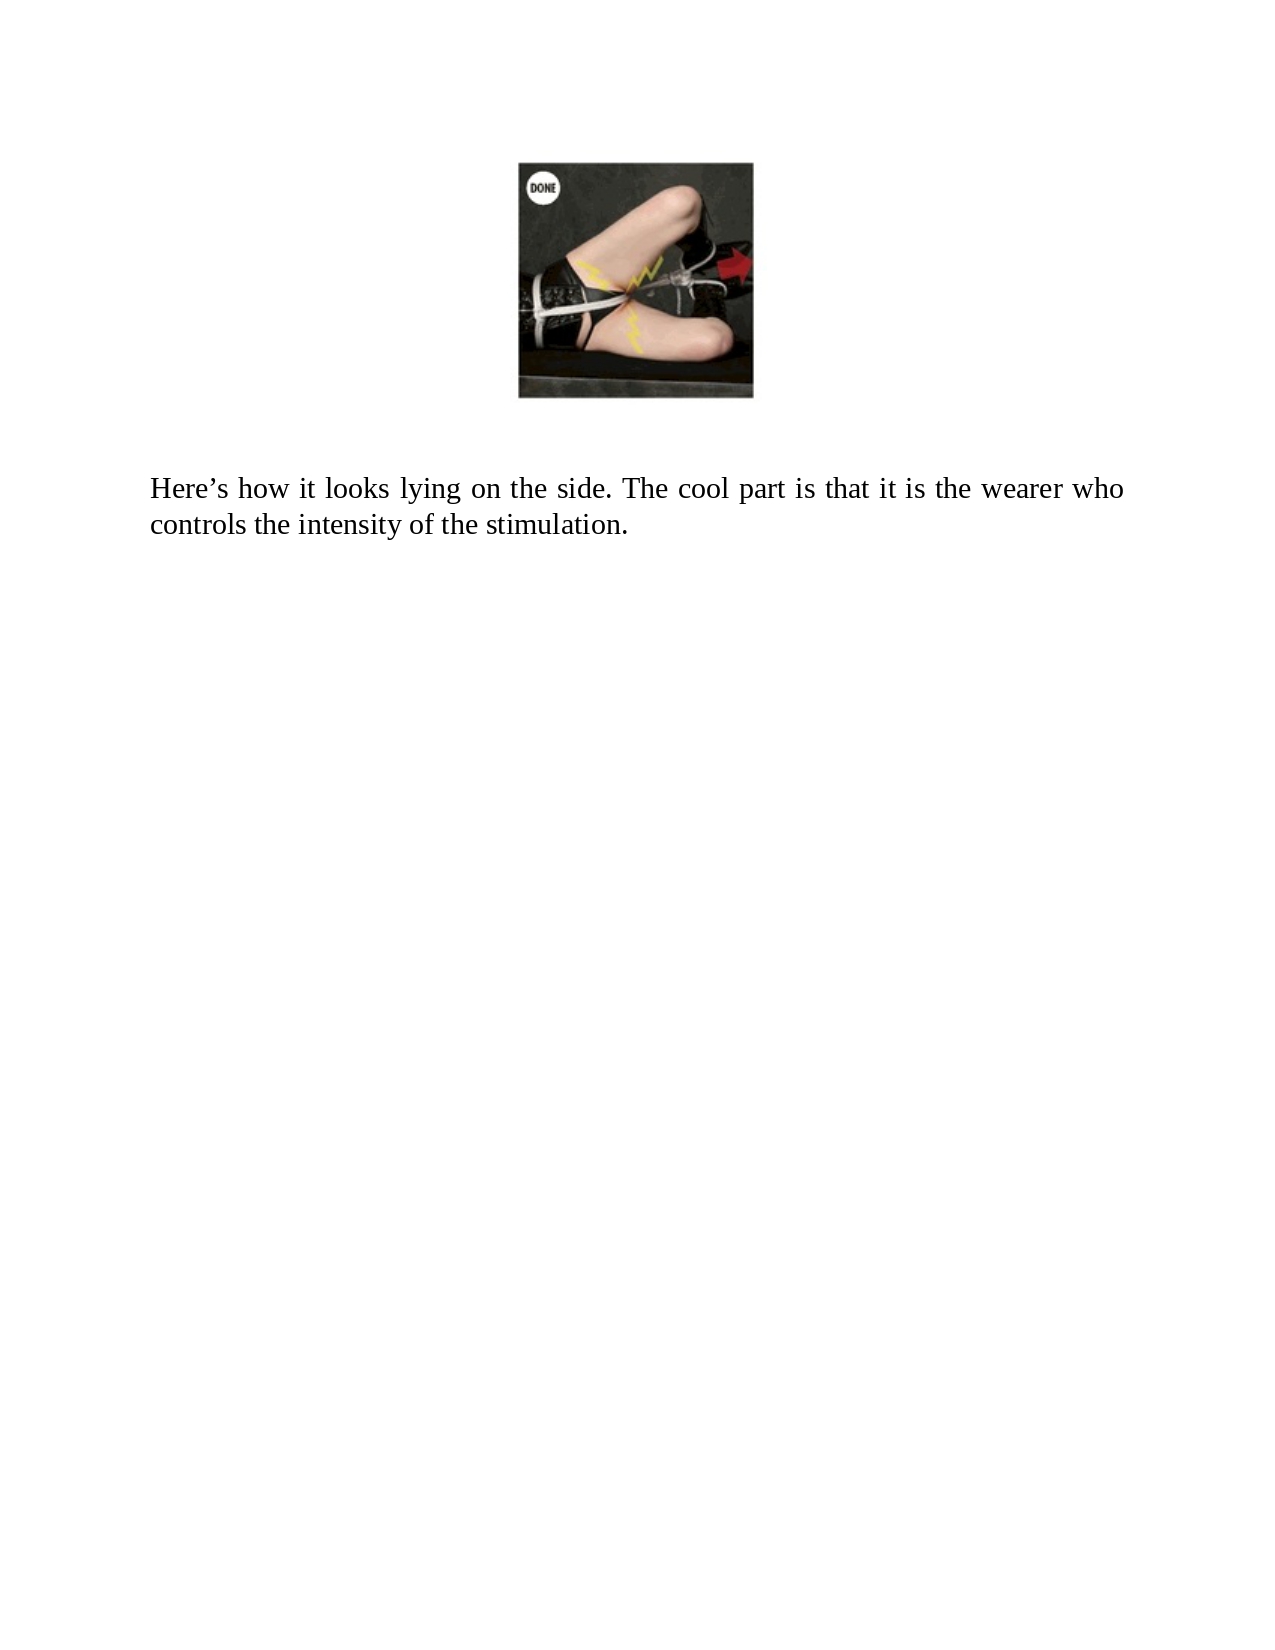 DONE
Here’s how it looks lying on the side. The cool part is that it is the wearer who
controls the intensity of the stimulation.